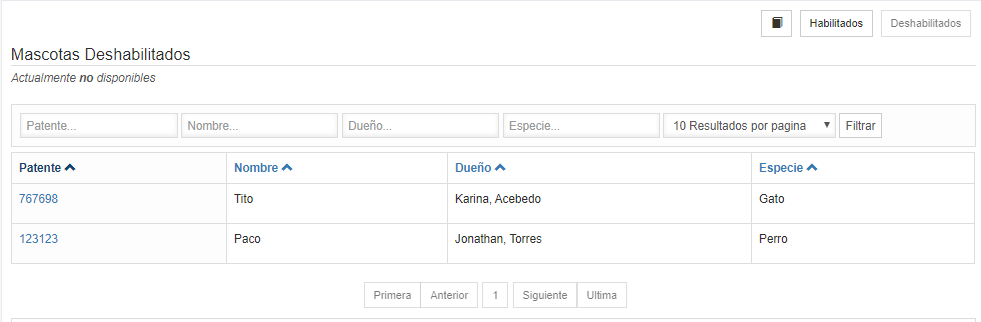 Habilitados Deshabilitados
Mascotas Deshabilitados
Actualmente no disponibles
Patente... Nombre... Dueño... Especie... 10 Resultados por pagina Filtrar
Patente Nombre Dueño Especie
767698 Tito Karina, Acebedo Gato
123123 Paco Jonathan, Torres Perro
Primera Anterior 1 Siguiente Ultima